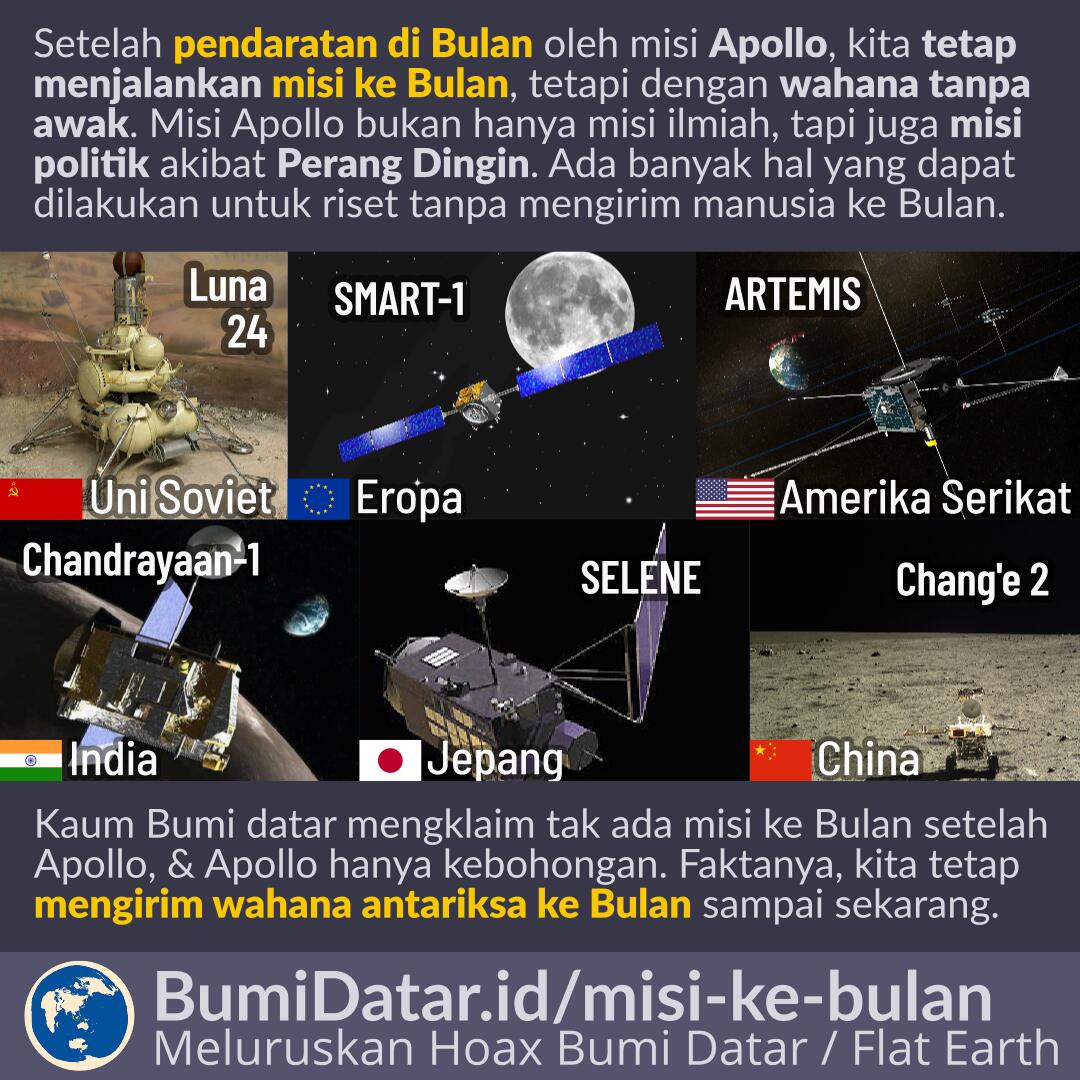 Setelah pendaratan di Bulan oleh misi Apollo, kita tetap
menjalankan misi ke Bulan, tetapi dengan wahana tanpa
awak. Misi Apollo bukan hanya misi ilmiah, tapi juga misi
politik akibat Perang Dingin. Ada banyak hal yang dapat
dilakukan untuk riset tanpa mengirim manusia ke Bulan.
Luna
24
Uni Soviet
SMART-1
Eropa
ARTEMIS
Amerika Serikat
Chandrayaan-1
India
SELENE
Jepang
Chang'e 2
China
Kaum Bumi datar mengklaim tak ada misi ke Bulan setelah
Apollo, & Apollo hanya kebohongan. Faktanya, kita tetap
mengirim wahana antariksa ke Bulan sampai sekarang.
BumiDatar.id/misi-ke-bulan
Meluruskan Hoax Bumi Datar / Flat Earth